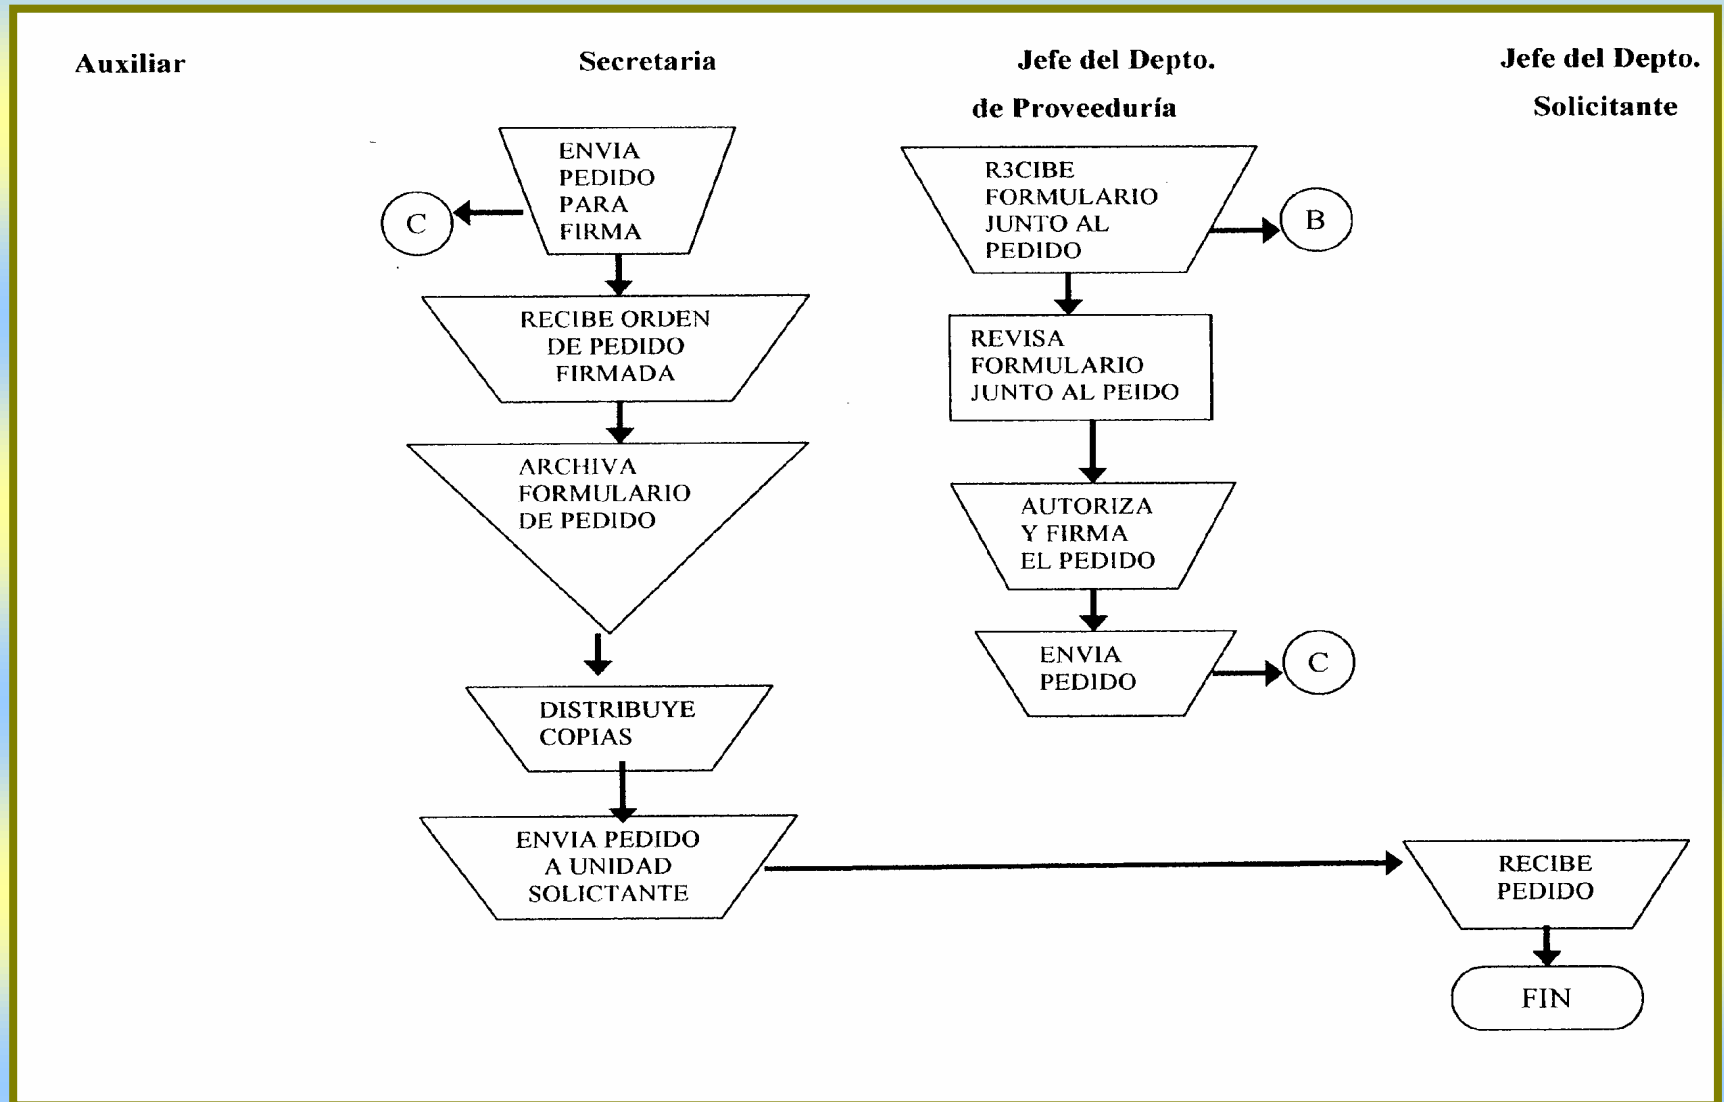 Auxiliar
Secretaria
Jefe del Depto.
de Proveeduría
Jefe del Depto.
Solicitante
ENVIA
PEDIDO
PARA
FIRMA
C
RECIBE ORDEN
DE PEDIDO
FIRMADA
ARCHIVA
FORMULARIO
DE PEDIDO
DISTRIBUYE
COPIAS
ENVIA PEDIDO
A UNIDAD
SOLICTANTE
R3CIBE
FORMULARIO
JUNTO AL
PEDIDO
B
REVISA
FORMULARIO
JUNTO AL PEIDO
AUTORIZA
Y FIRMA
EL PEDIDO
ENVIA
PEDIDO
C
RECIBE
PEDIDO
FIN